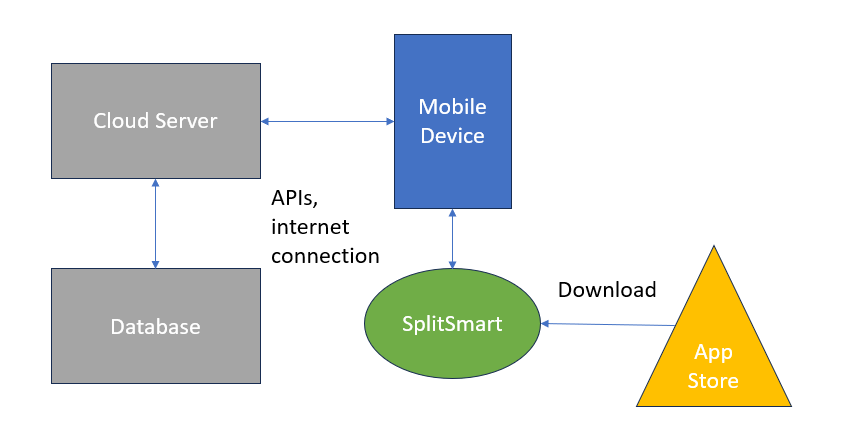 Cloud Server
Mobile
Device
APIs,
internet
connection
Database
SplitSmart
Download
App
Store